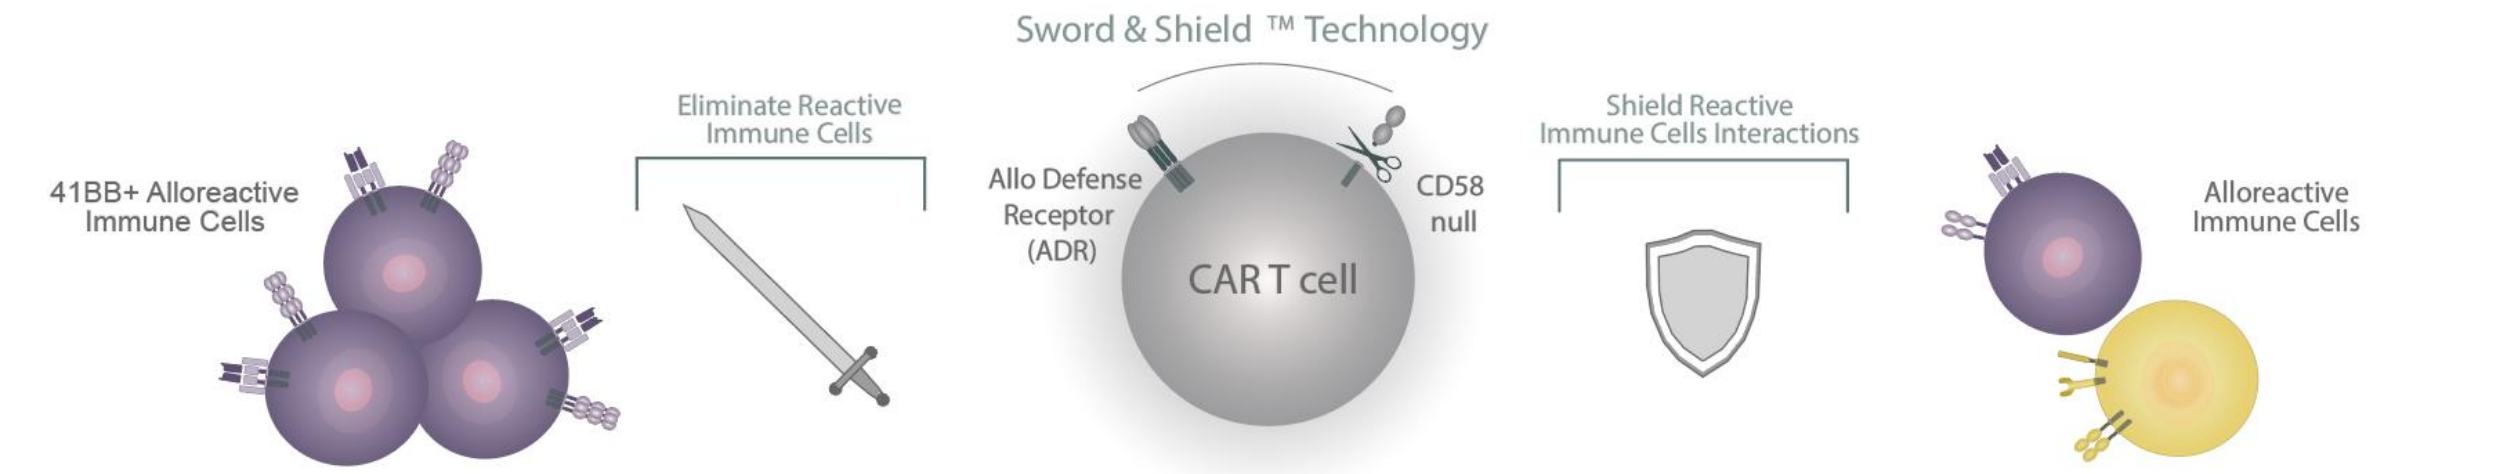 Sword & Shield ™ Technology
Eliminate Reactive
Immune Cells
Shield Reactive
Immune Cells Interactions
41BB+ Alloreactive
Immune Cells
Allo Defense
Receptor
(ADR)
CAR T cell
CD58
null
Alloreactive
Immune Cells